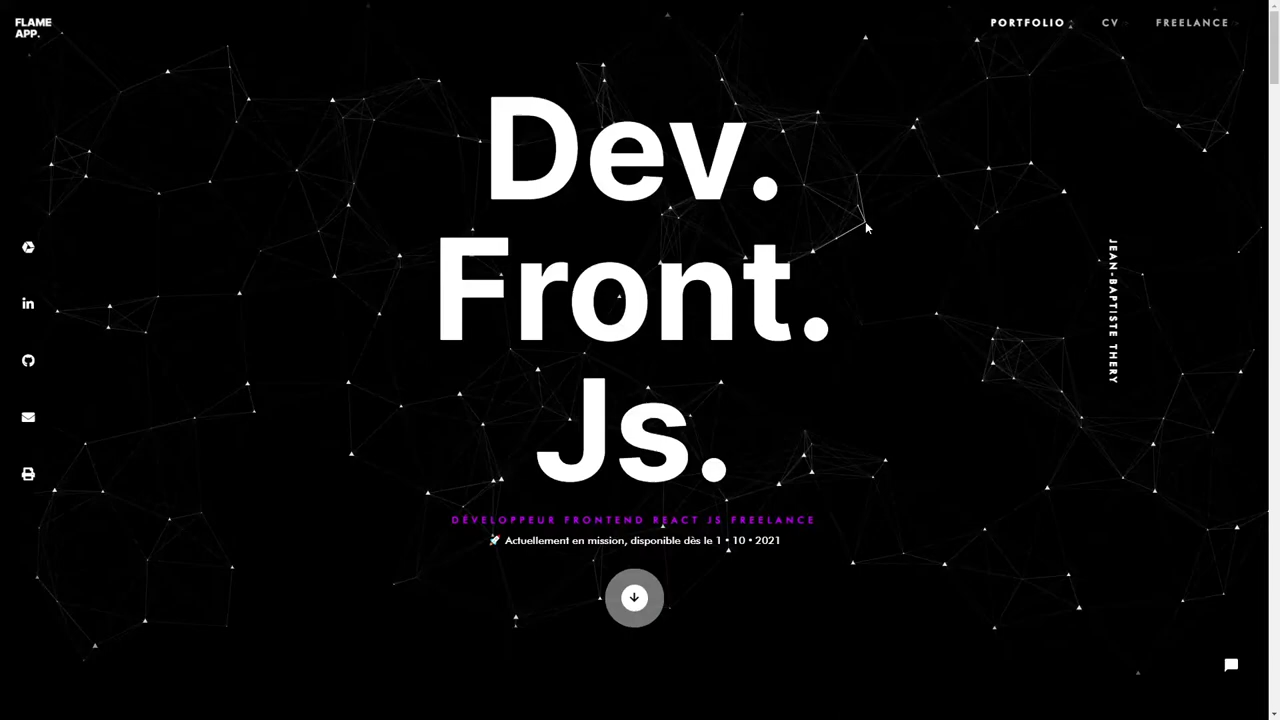 FLAME
APP.
PORTFOLIO
CV
FREELANCE
Dev.
Front.
Js.
JEAN-BAPTISTE THERY
DÉVELOPPEUR FRONTEND REACT JS FREELANCE
🚀 Actuellement en mission, disponible dès le 1 • 10 • 2021
in